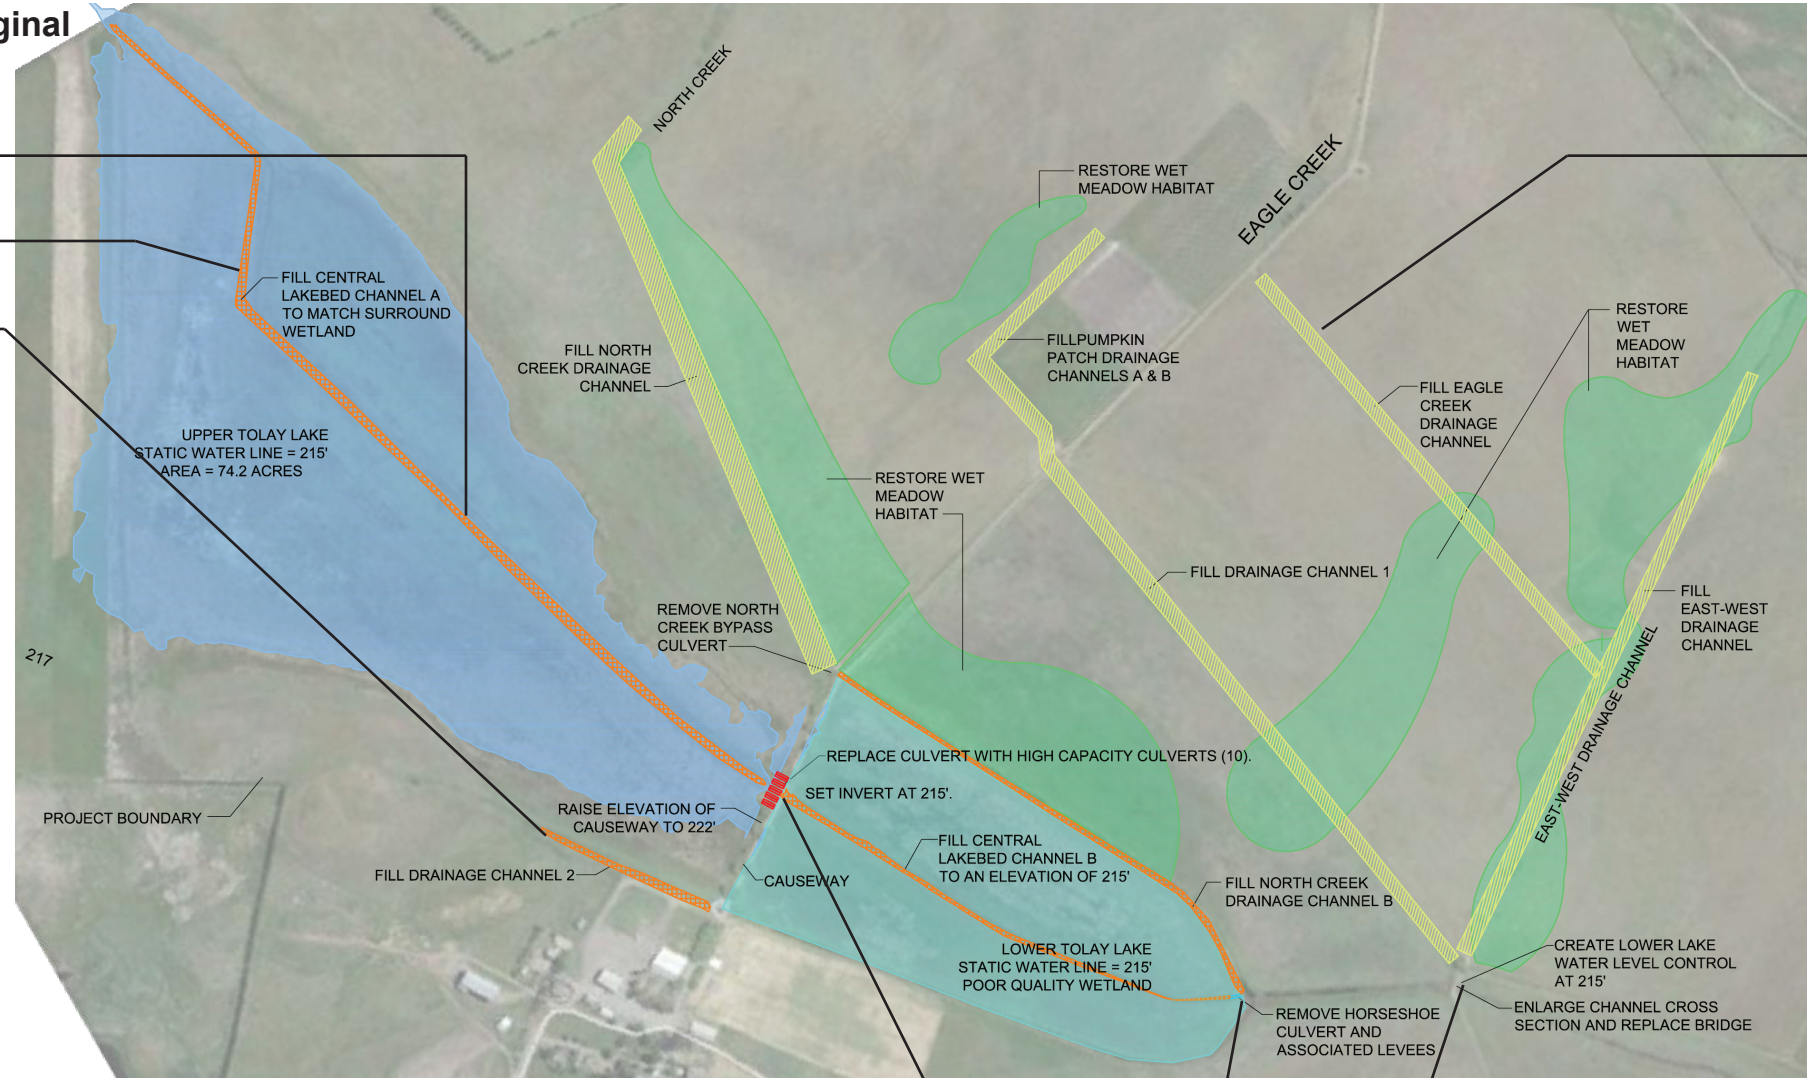 ginal
NORTH CREEK
RESTORE WET
MEADOW HABITAT
EAGLE CREEK
FILL CENTRAL
LAKEBED CHANNEL A
TO MATCH SURROUND
WETLAND
RESTORE
WET
MEADOW
HABITAT
FILL NORTH
CREEK DRAINAGE
CHANNEL
FILLPUMPKIN
PATCH DRAINAGE
CHANNELS A & B
FILL EAGLE
CREEK
DRAINAGE
CHANNEL
UPPER TOLAY LAKE
STATIC WATER LINE = 215'
AREA = 74.2 ACRES
RESTORE WET
MEADOW
HABITAT
FILL DRAINAGE CHANNEL 1
FILL
EAST-WEST
DRAINAGE
CHANNEL
REMOVE NORTH
CREEK BYPASS
CULVERT
217
EAST-WEST DRAINAGE CHANNEL
REPLACE CULVERT WITH HIGH CAPACITY CULVERTS (10).
SET INVERT AT 215'.
PROJECT BOUNDARY
RAISE ELEVATION OF
CAUSEWAY TO 222'
FILL CENTRAL
LAKEBED CHANNEL B
TO AN ELEVATION OF 215'
FILL DRAINAGE CHANNEL 2
CAUSEWAY
FILL NORTH CREEK
DRAINAGE CHANNEL B
LOWER TOLAY LAKE
STATIC WATER LINE = 215'
POOR QUALITY WETLAND
CREATE LOWER LAKE
WATER LEVEL CONTROL
AT 215'
REMOVE HORSESHOE
CULVERT AND
ASSOCIATED LEVEES
ENLARGE CHANNEL CROSS
SECTION AND REPLACE BRIDGE